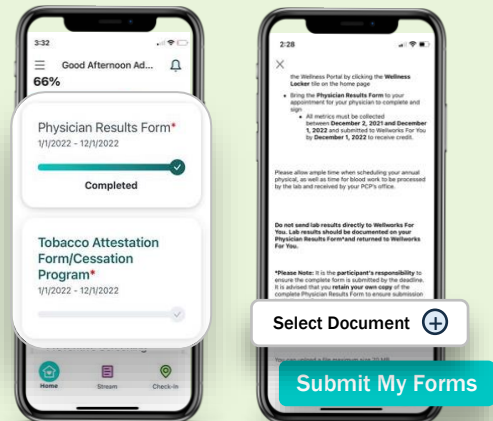 3:32
Good Afternoon Ad...
66%
Physician Results Form*
1/1/2022 - 12/1/2022
Completed
Tobacco Attestation
Form/Cessation
Program*
1/1/2022 - 12/1/2022
Home
Stream
Check-In
2:28
the Wellness Portal by clicking the Wellness
Locker tile on the home page
• Bring the Physician Results Form to your
appointment for your physician to complete and
sign
• All metrics must be collected
between December 2, 2021 and December
1, 2022 and submitted to Wellworks For You
by December 1, 2022 to receive credit.
Please allow ample time when scheduling your annual
physical, as well as time for blood work to be processed
by the lab and received by your PCP's office.
Do not send lab results directly to Wellworks For
You. Lab results should be documented on your
Physician Results Form*and returned to Wellworks
For You.
*Please Note: It is the participant's responsibility to
ensure the complete form is submitted by the deadline.
It is advised that you retain your own copy of the
complete Physician Results Form to ensure submission
Select Document
You can upload a file maximum size 20 MB
Submit My Forms